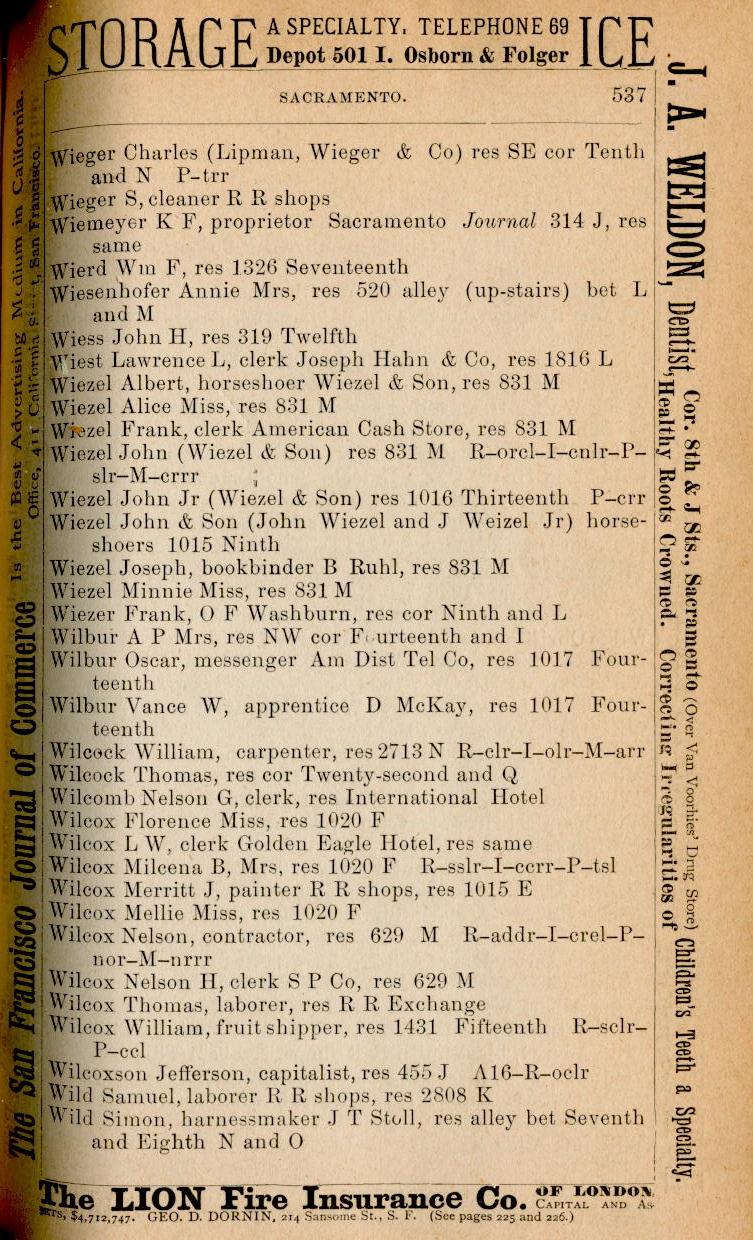 STORAGE A SPECIALTY. TELEPHONE 69 ICE
Depot 501 I. Osborn & Folger
SACRAMENTO. 537
Wieger Charles (Lipman, Wieger & Co) res SE cor Tenth
and N P-trr
Wieger S, cleaner R R shops
Wiemeyer K F, proprietor Sacramento Journal 314 J, res
same
Wierd Wm F, res 1326 Seventeenth
Wiesenhofer Annie Mrs, res 520 alley (up-stairs) bet L
and M
Wiess John H, res 319 Twelfth
Wiest Lawrence L, clerk Joseph Hahn & Co, res 1816 L
Wiezel Albert, horseshoer Wiezel & Son, res 831 M
Wiezel Alice Miss, res 831 M
Wiezel Frank, clerk American Cash Store, res 831 M
Wiezel John (Wiezel & Son) res 831 M R-orcl-I-cnlr-P-
slr-M-crrr
Wiezel John Jr (Wiezel & Son) res 1016 Thirteenth P-crr
Wiezel John & Son (John Wiezel and J Weizel Jr) horse-
shoers 1015 Ninth
Wiezel Joseph, bookbinder B Ruhl, res 831 M
Wiezel Minnie Miss, res 831 M
Wiezer Frank, O F Washburn, res cor Ninth and L
Wilbur A P Mrs, res NW cor Fourteenth and I
Wilbur Oscar, messenger Am Dist Tel Co, res 1017 Four-
teenth
Wilbur Vance W, apprentice D McKay, res 1017 Four-
teenth
Wilcock William, carpenter, res 2713 N R-clr-I-olr-M-arr
Wilcock Thomas, res cor Twenty-second and Q
Wilcomb Nelson G, clerk, res International Hotel
Wilcox Florence Miss, res 1020 F
Wilcox L W, clerk Golden Eagle Hotel, res same
Wilcox Milcena B, Mrs, res 1020 F R-sslr-I-ccrr-P-tsl
Wilcox Merritt J, painter R R shops, res 1015 E
Wilcox Mellie Miss, res 1020 F
Wilcox Nelson, contractor, res 629 M R-addr-I-crel-P-
nor-M-nrrr
Wilcox Nelson H, clerk S P Co, res 629 M
Wilcox Thomas, laborer, res R R Exchange
Wilcox William, fruit shipper, res 1431 Fifteenth R-sclr-
P-ccl
Wilcoxson Jefferson, capitalist, res 455 J A16-R-oclr
Wild Samuel, laborer R R shops, res 2808 K
Wild Simon, harnessmaker J T Stoll, res alley bet Seventh
and Eighth N and O
The LION Fire Insurance Co. OF LONDON
CAPITAL AND AS-
SETS, $4,712,747. GEO. D. DORNIN, 214 Sansome St., S. F. (See pages 225 and 226.)
The San Francisco Journal of Commerce Is the Best Advertising Medium in California.
Office, 411 California Street, San Francisco.
J. A. WELDON, Dentist, Cor. 8th & J Sts., Sacramento (Over Van Voorhies' Drug Store)
Healthy Roots Crowned. Correcting Irregularities of Children's Teeth a Specialty.